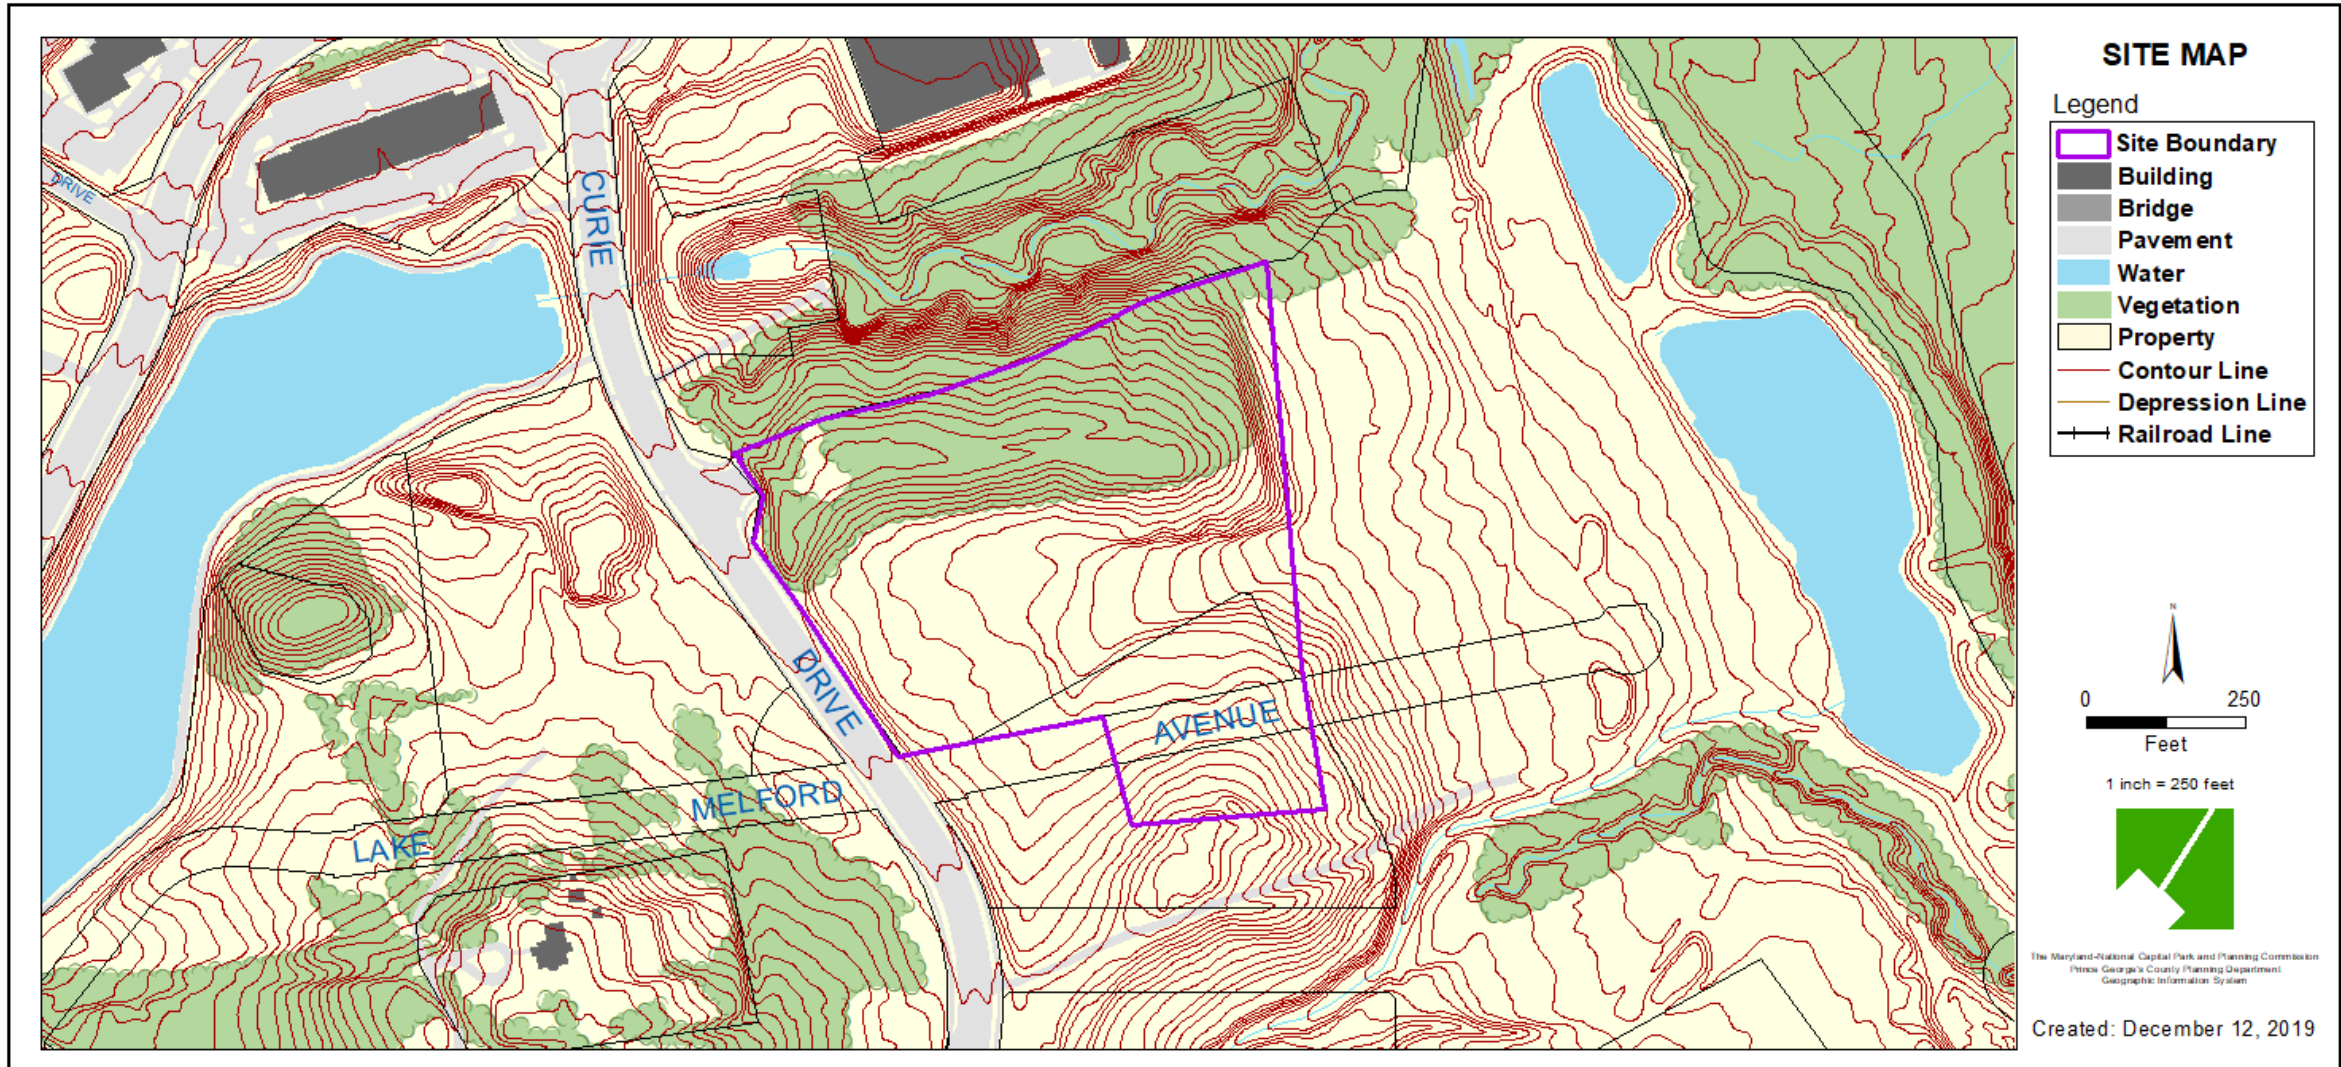 SITE MAP
Legend
Site Boundary
Building
Bridge
Pavement
Water
Vegetation
Property
Contour Line
Depression Line
Railroad Line
DRIVE
CURIE
DRIVE
AVENUE
MELFORD
LAKE
N
0 250
Feet
1 inch = 250 feet
The Maryland-National Capital Park and Planning Commission
Prince George's County Planning Department
Geographic Information System
Created: December 12, 2019